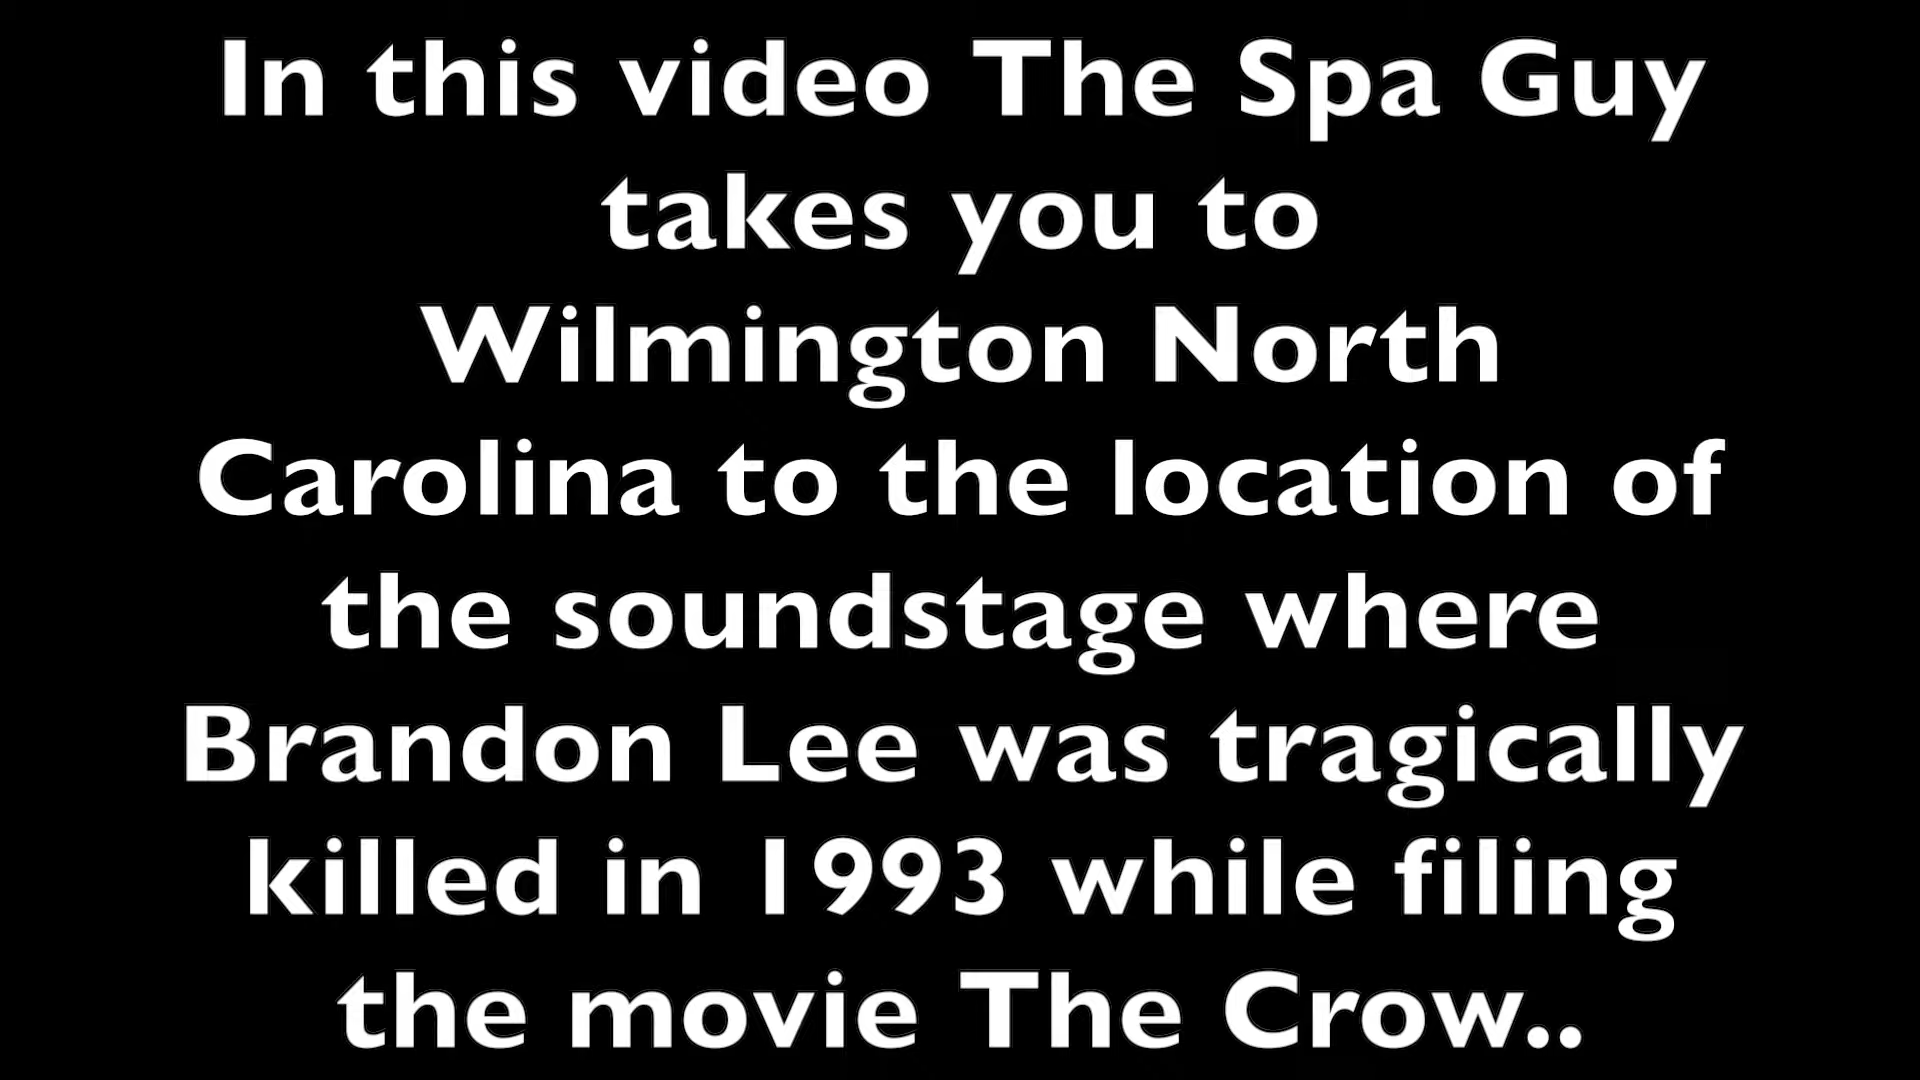 In this video The Spa Guy
takes you to
Wilmington North
Carolina to the location of
the soundstage where
Brandon Lee was tragically
killed in 1993 while filing
the movie The Crow..